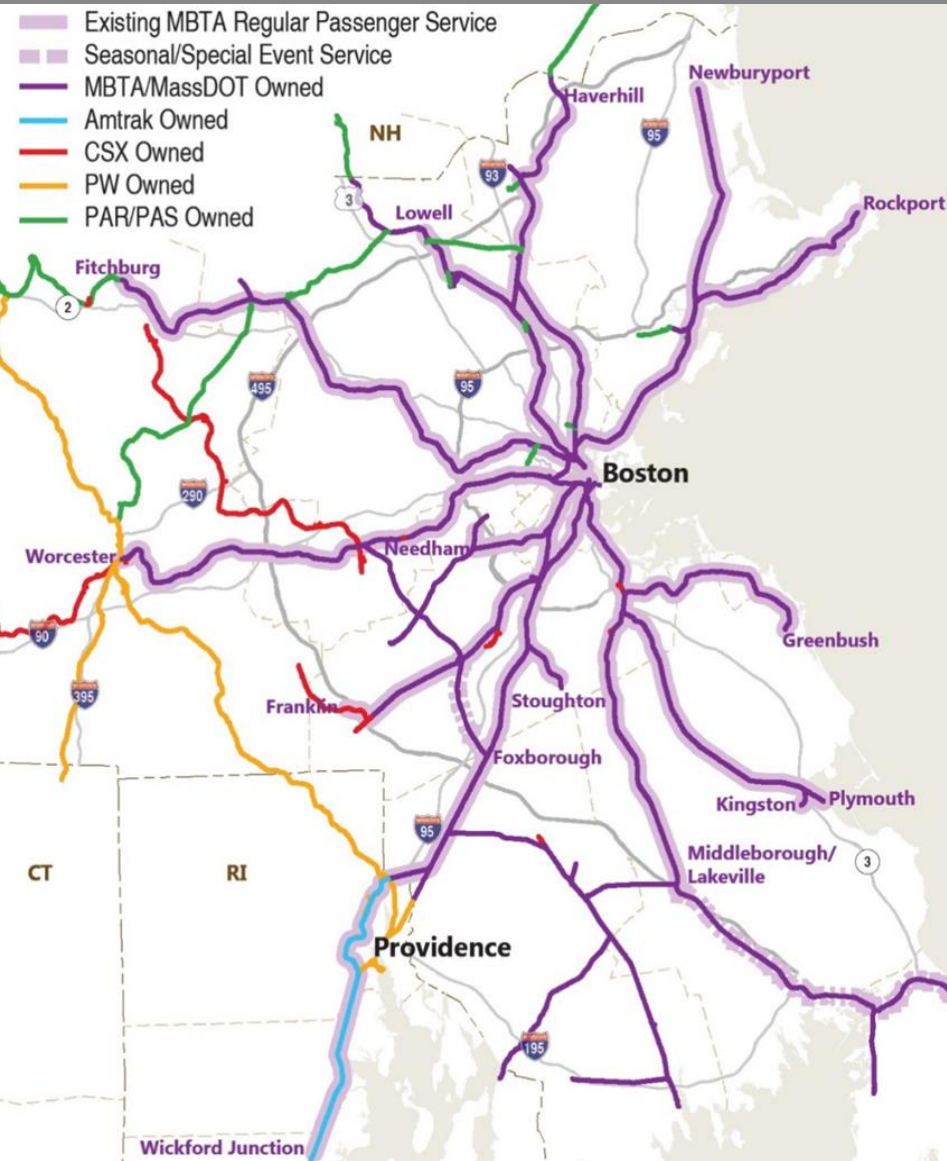 Existing MBTA Regular Passenger Service
Seasonal/Special Event Service
MBTA/MassDOT Owned
Amtrak Owned
CSX Owned
PW Owned
PAR/PAS Owned
Newburyport
Haverhill
95
NH
93
3
Lowell
Rockport
Fitchburg
2
495
95
Boston
290
Worcester
Needham
90
Greenbush
395
Franklin
Stoughton
Foxborough
Kingston
Plymouth
95
Middleborough/
Lakeville
3
CT
RI
Providence
195
Wickford Junction